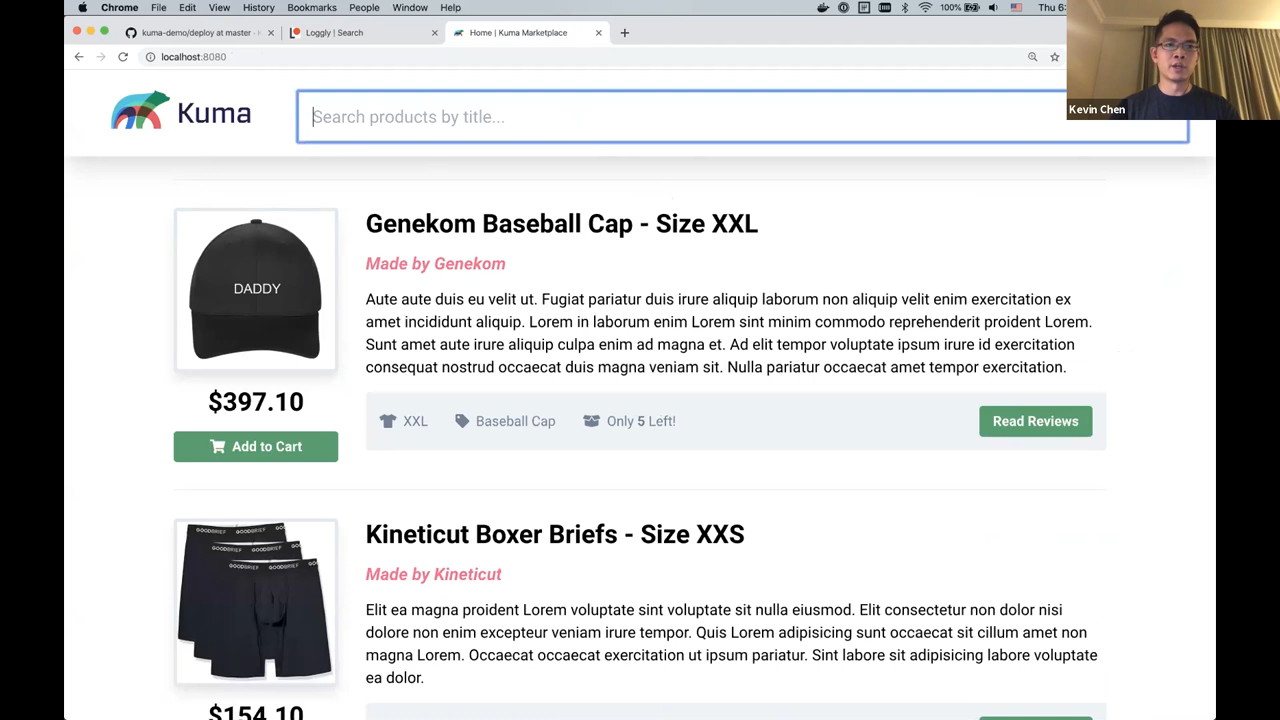 Chrome File Edit View History Bookmarks People Window Help 100% Thu 6:
kuma-demo/deploy at master
Loggly | Search
Home | Kuma Marketplace
localhost:8080
Kevin Chen
Kuma
Search products by title...
DADDY
Genekom Baseball Cap - Size XXL
Made by Genekom
Aute aute duis eu velit ut. Fugiat pariatur duis irure aliquip laborum non aliquip velit enim exercitation ex
amet incididunt aliquip. Lorem in laborum enim Lorem sint minim commodo reprehenderit proident Lorem.
Sunt amet aute irure aliquip culpa enim ad magna et. Ad elit tempor voluptate ipsum irure id exercitation
consequat nostrud occaecat duis magna veniam sit. Nulla pariatur occaecat amet tempor exercitation.
$397.10
XXL Baseball Cap Only 5 Left! Read Reviews
Add to Cart
GOODBRIEF GOODBRIEF
GOODBRIEF GOODBRIEF
GOODBRIEF GOODBRIEF
Kineticut Boxer Briefs - Size XXS
Made by Kineticut
Elit ea magna proident Lorem voluptate sint voluptate sit nulla eiusmod. Elit consectetur non dolor nisi
dolore non enim excepteur veniam irure tempor. Quis Lorem adipisicing sunt occaecat sit cillum amet non
magna Lorem. Occaecat occaecat exercitation ut ipsum pariatur. Sint labore sit adipisicing labore voluptate
ea dolor.
$154.10